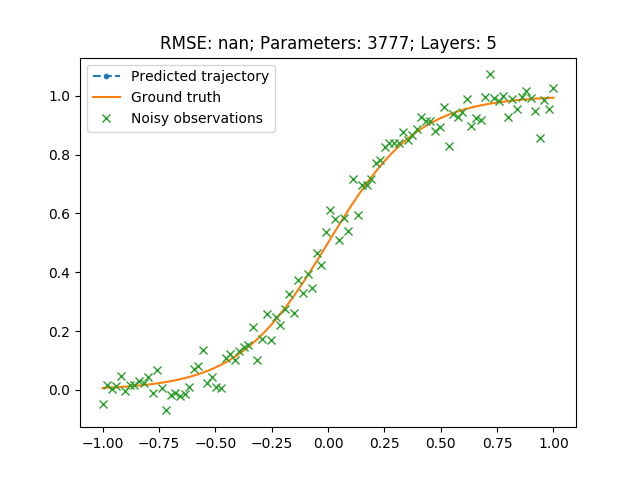 RMSE: nan; Parameters: 3777; Layers: 5
Predicted trajectory
Ground truth
Noisy observations
1.0
0.8
0.6
0.4
0.2
0.0
−1.00 −0.75 −0.50 −0.25 0.00 0.25 0.50 0.75 1.00